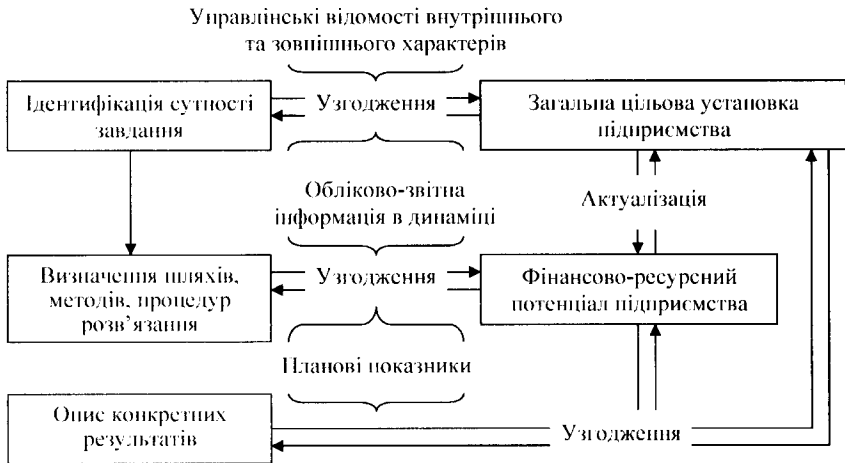 Управлінські відомості внутрішнього
та зовнішнього характерів
Ідентифікація сутності
завдання
Узгодження
Загальна цільова установка
підприємства
Обліково-звітна
інформація в динаміці
Актуалізація
Визначення шляхів,
методів, процедур
розв’язання
Узгодження
Фінансово-ресурсний
потенціал підприємства
Планові показники
Опис конкретних
результатів
Узгодження